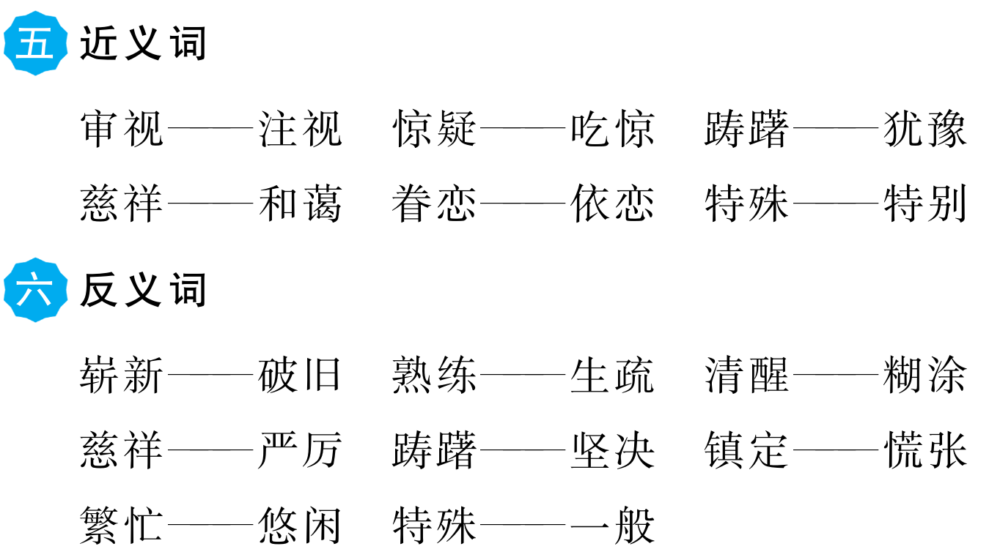 五 近义词
审视——注视 惊疑——吃惊 踌躇——犹豫
慈祥——和蔼 眷恋——依恋 特殊——特别
六 反义词
崭新——破旧 熟练——生疏 清醒——糊涂
慈祥——严厉 踌躇——坚决 镇定——慌张
繁忙——悠闲 特殊——一般